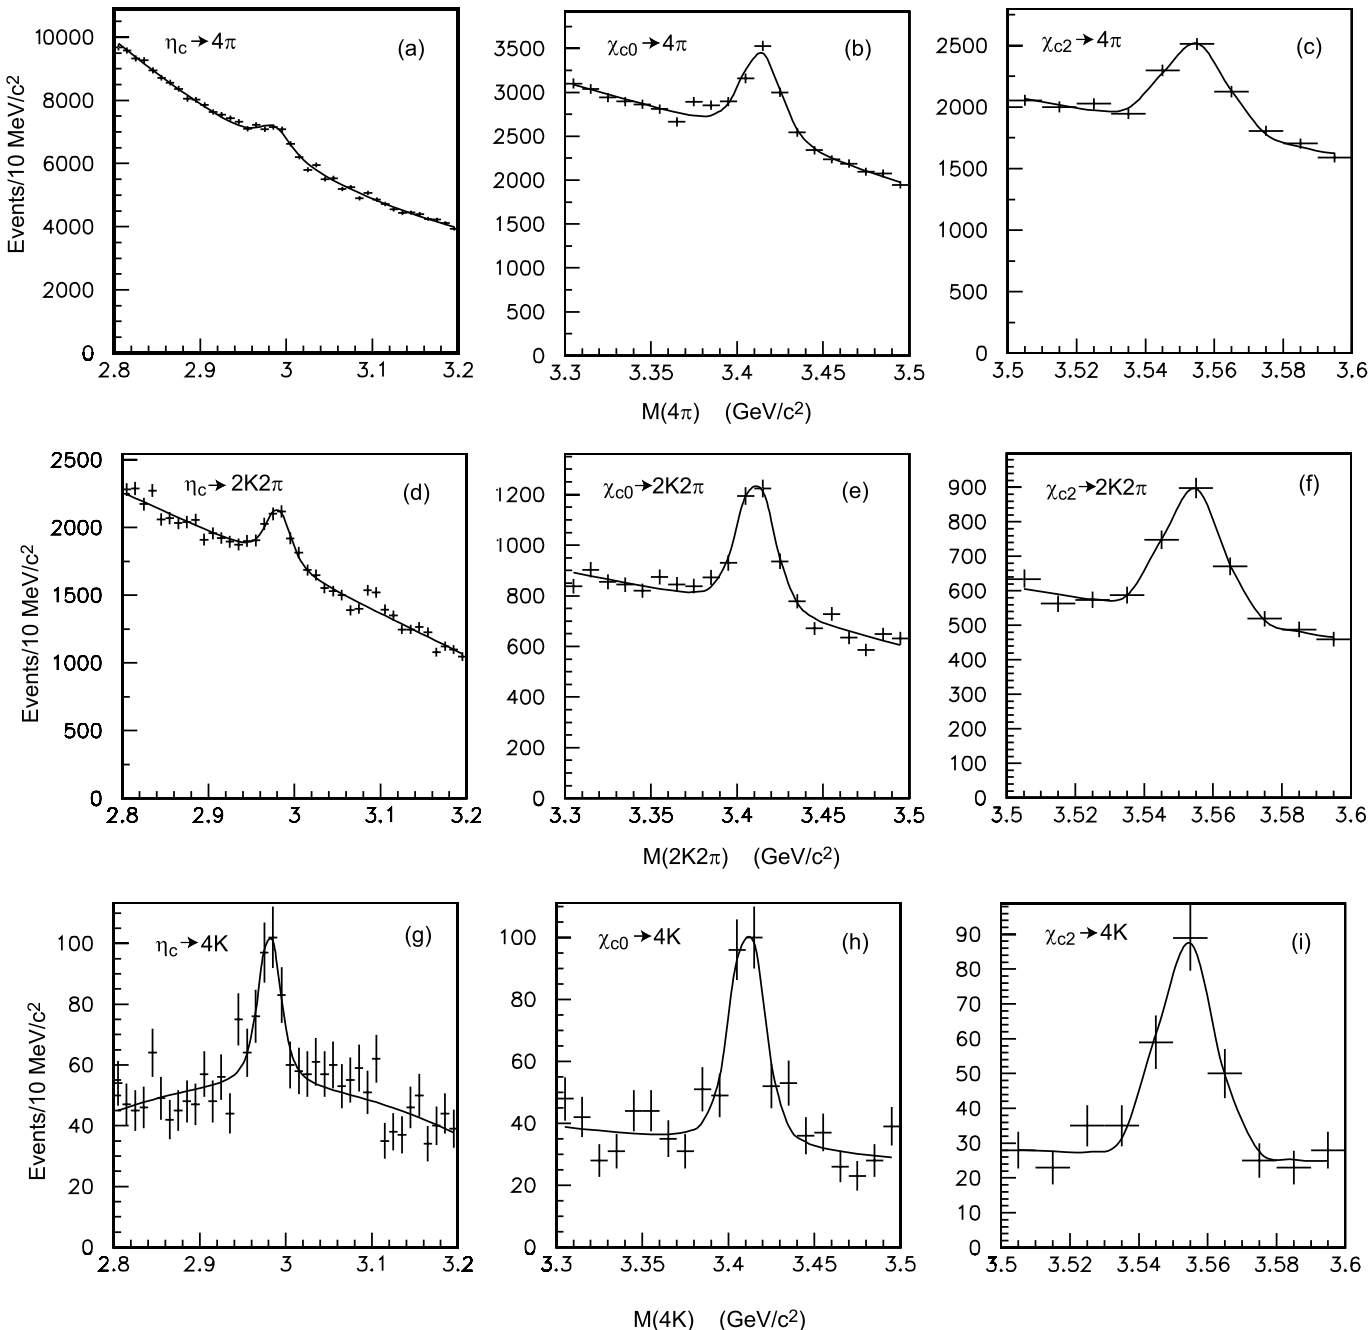 Events/10 MeV/c2
η_c→4π (a)
10000
8000
6000
4000
2000
0
2.8 2.9 3 3.1 3.2
χ_c0→4π (b)
3500
3000
2500
2000
1500
1000
500
0
3.3 3.35 3.4 3.45 3.5
χ_c2→4π (c)
2500
2000
1500
1000
500
0
3.5 3.52 3.54 3.56 3.58 3.6
M(4π) (GeV/c2)
Events/10 MeV/c2
η_c→2K2π (d)
2500
2000
1500
1000
500
0
2.8 2.9 3 3.1 3.2
χ_c0→2K2π (e)
1200
1000
800
600
400
200
0
3.3 3.35 3.4 3.45 3.5
χ_c2→2K2π (f)
900
800
700
600
500
400
300
200
100
0
3.5 3.52 3.54 3.56 3.58 3.6
M(2K2π) (GeV/c2)
Events/10 MeV/c2
η_c→4K (g)
100
80
60
40
20
0
2.8 2.9 3 3.1 3.2
χ_c0→4K (h)
100
80
60
40
20
0
3.3 3.35 3.4 3.45 3.5
χ_c2→4K (i)
90
80
70
60
50
40
30
20
10
0
3.5 3.52 3.54 3.56 3.58 3.6
M(4K) (GeV/c2)